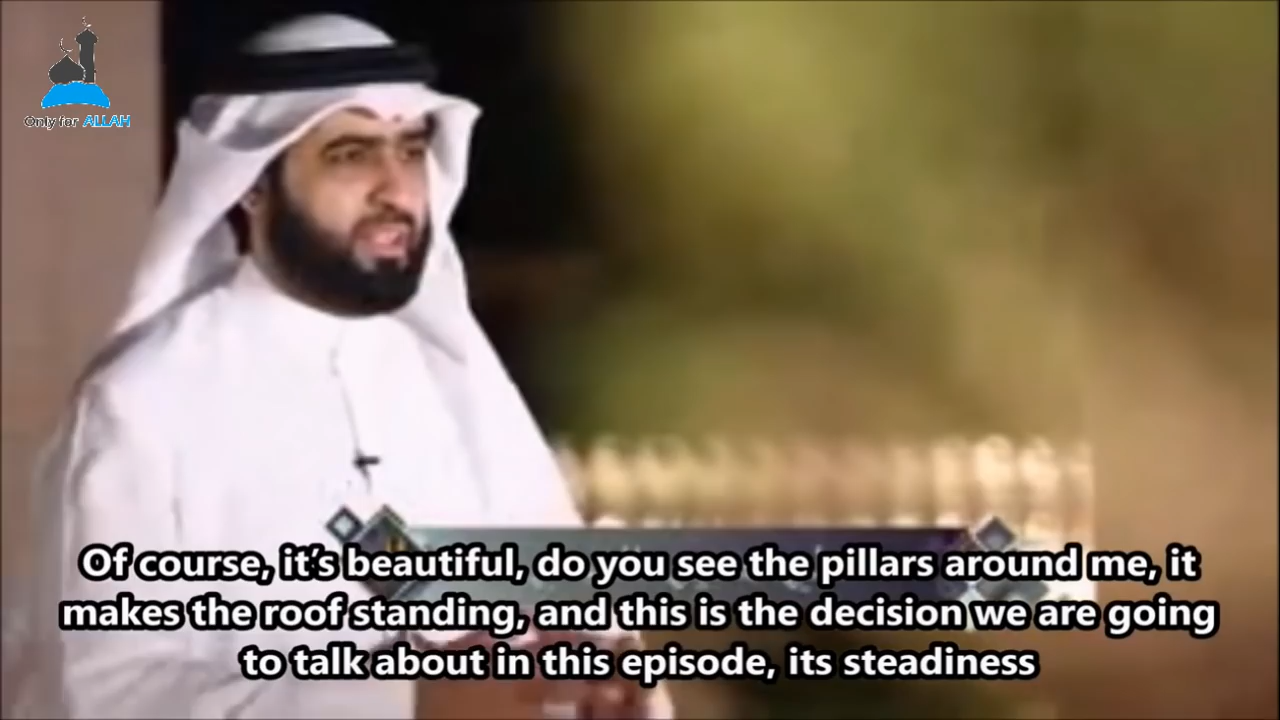 Only for ALLAH
Of course, it's beautiful, do you see the pillars around me, it
makes the roof standing, and this is the decision we are going
to talk about in this episode, its steadiness